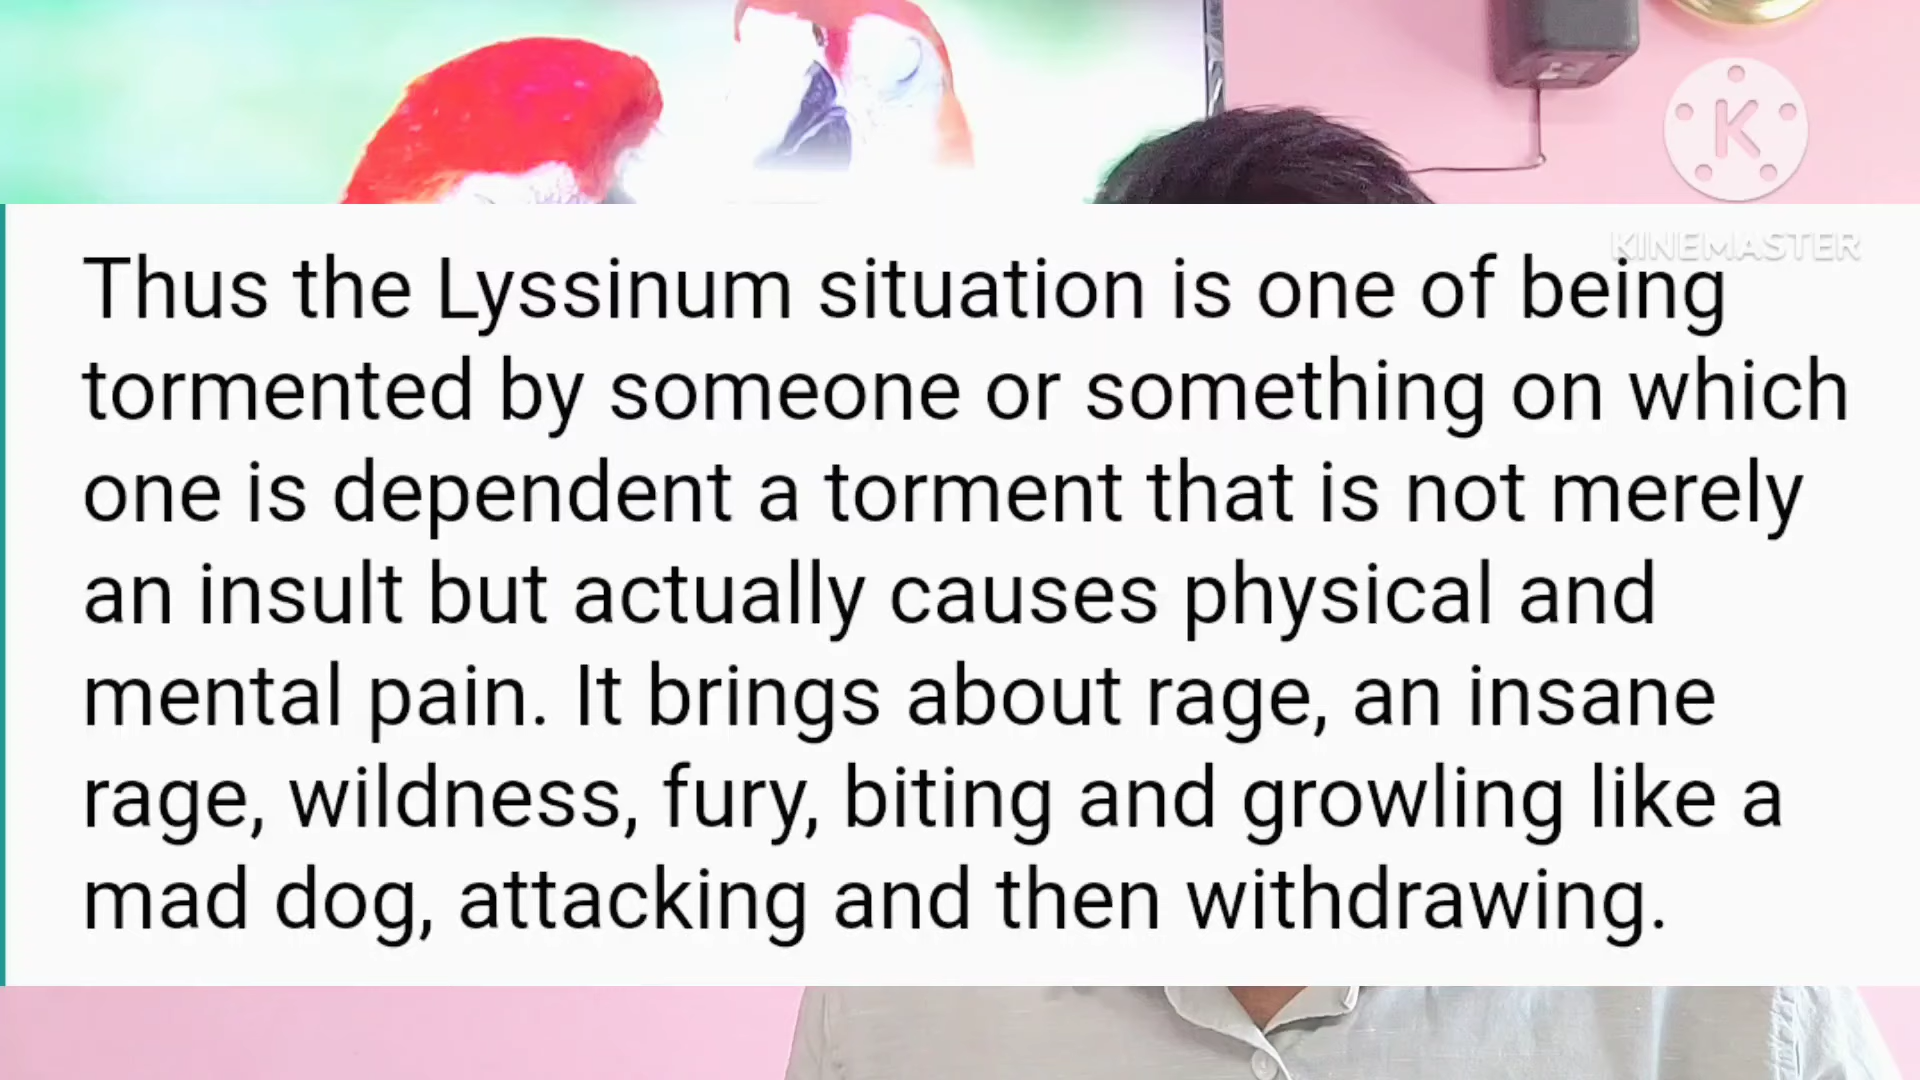 K
KINEMASTER
Thus the Lyssinum situation is one of being
tormented by someone or something on which
one is dependent a torment that is not merely
an insult but actually causes physical and
mental pain. It brings about rage, an insane
rage, wildness, fury, biting and growling like a
mad dog, attacking and then withdrawing.